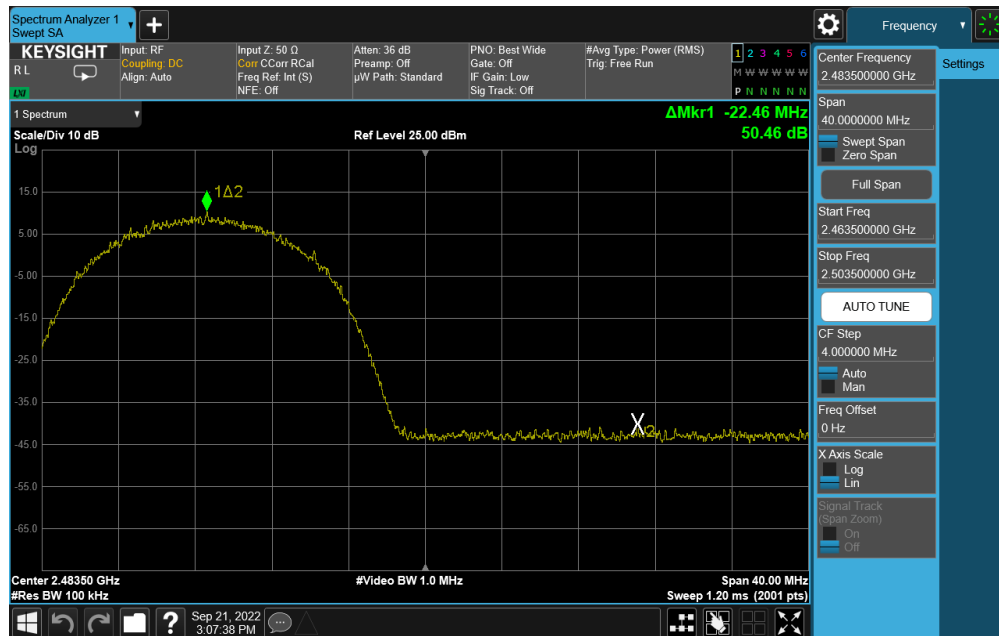 Spectrum Analyzer 1
Swept SA
Frequency
KEYSIGHT
R L
LXI
Input: RF
Coupling: DC
Align: Auto
Input Z: 50 Ω
Corr CCorr RCal
Freq Ref: Int (S)
NFE: Off
Atten: 36 dB
Preamp: Off
µW Path: Standard
PNO: Best Wide
Gate: Off
IF Gain: Low
Sig Track: Off
#Avg Type: Power (RMS)
Trig: Free Run
1 2 3 4 5 6
M W W W W W
P N N N N N
Settings
1 Spectrum
Scale/Div 10 dB
Log
Ref Level 25.00 dBm
ΔMkr1 -22.46 MHz
50.46 dB
1Δ2
15.0
5.00
-5.00
-15.0
-25.0
-35.0
-45.0
-55.0
-65.0
X2
Center 2.48350 GHz
#Res BW 100 kHz
#Video BW 1.0 MHz
Span 40.00 MHz
Sweep 1.20 ms (2001 pts)
Center Frequency
2.483500000 GHz
Span
40.0000000 MHz
Swept Span
Zero Span
Full Span
Start Freq
2.463500000 GHz
Stop Freq
2.503500000 GHz
AUTO TUNE
CF Step
4.000000 MHz
Auto
Man
Freq Offset
0 Hz
X Axis Scale
Log
Lin
Signal Track
(Span Zoom)
On
Off
?
Sep 21, 2022
3:07:38 PM